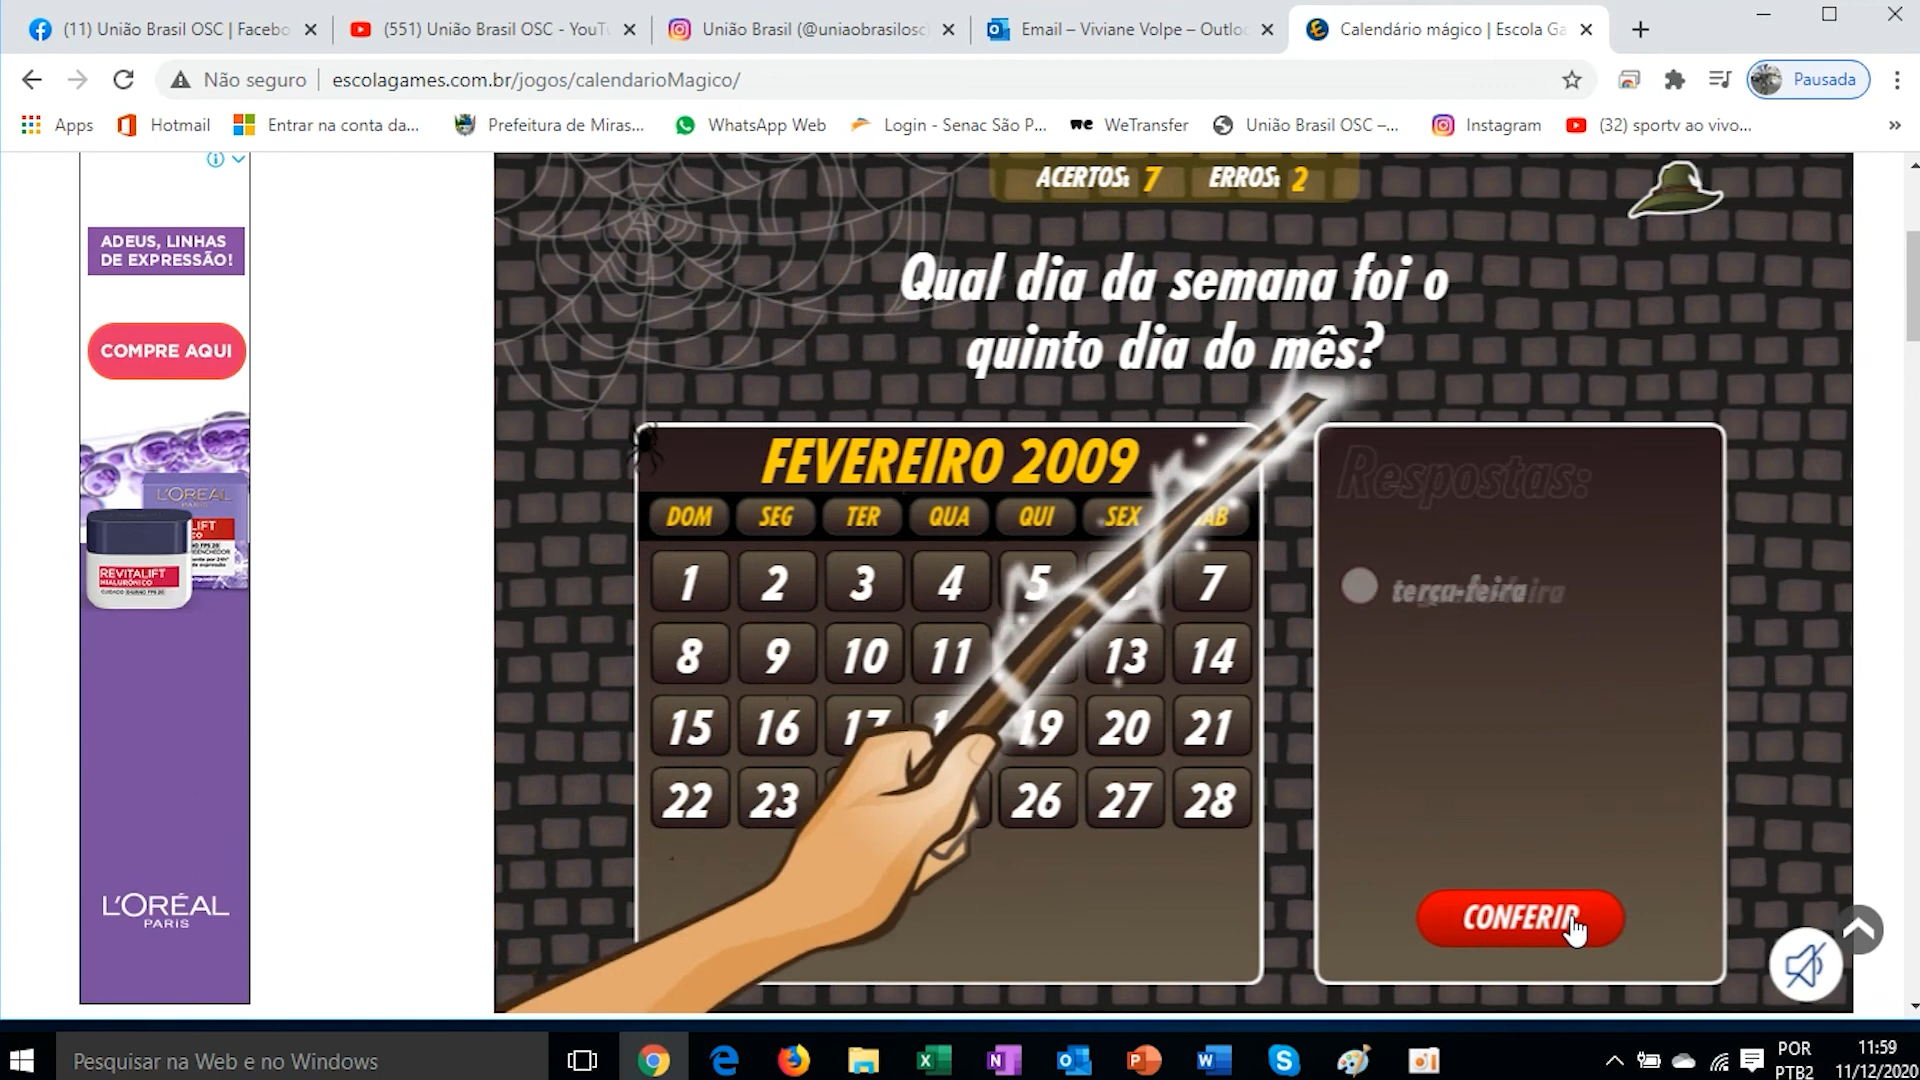 (11) União Brasil OSC | Facebo
(551) União Brasil OSC - YouTu
União Brasil (@uniaobrasilosc)
Email – Viviane Volpe – Outloo
Calendário mágico | Escola Ga
Não seguro
escolagames.com.br/jogos/calendarioMagico/
Pausada
Apps
Hotmail
Entrar na conta da...
Prefeitura de Miras...
WhatsApp Web
Login - Senac São P...
WeTransfer
União Brasil OSC –...
Instagram
(32) sportv ao vivo...
ADEUS, LINHAS
DE EXPRESSÃO!
COMPRE AQUI
L'ORÉAL
REVITALIFT
HIALURÔNICO
L'ORÉAL
PARIS
ACERTOS: 7 ERROS: 2
Qual dia da semana foi o
quinto dia do mês?
FEVEREIRO 2009
DOM SEG TER QUA QUI SEX SAB
1 2 3 4 5 7
8 9 10 11 13 14
15 16 17 19 20 21
22 23 26 27 28
Respostas:
terça-feira
CONFERIR
Pesquisar na Web e no Windows
POR
PTB2
11:59
11/12/2020